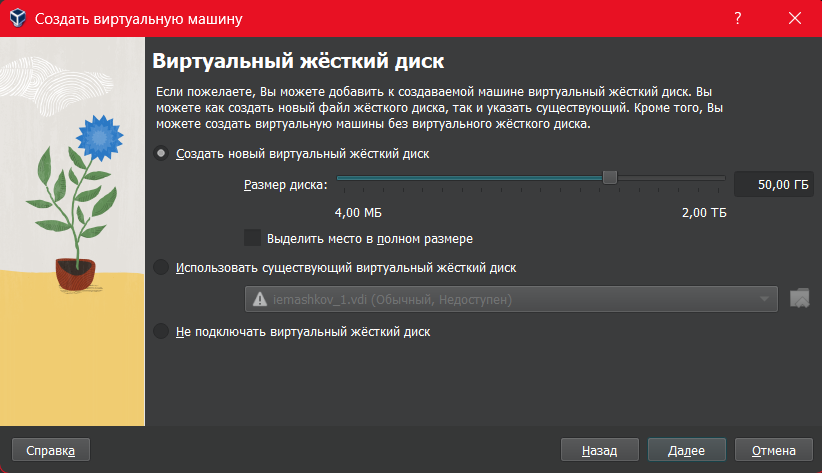 Создать виртуальную машину
Виртуальный жёсткий диск
Если пожелаете, Вы можете добавить к создаваемой машине виртуальный жёсткий диск. Вы
можете как создать новый файл жёсткого диска, так и указать существующий. Кроме того, Вы
можете создать виртуальную машины без виртуального жёсткого диска.
Создать новый виртуальный жёсткий диск
Размер диска:
50,00 ГБ
4,00 МБ
2,00 ТБ
Выделить место в полном размере
Использовать существующий виртуальный жёсткий диск
iemashkov_1.vdi (Обычный, Недоступен)
Не подключать виртуальный жёсткий диск
Справка
Назад
Далее
Отмена